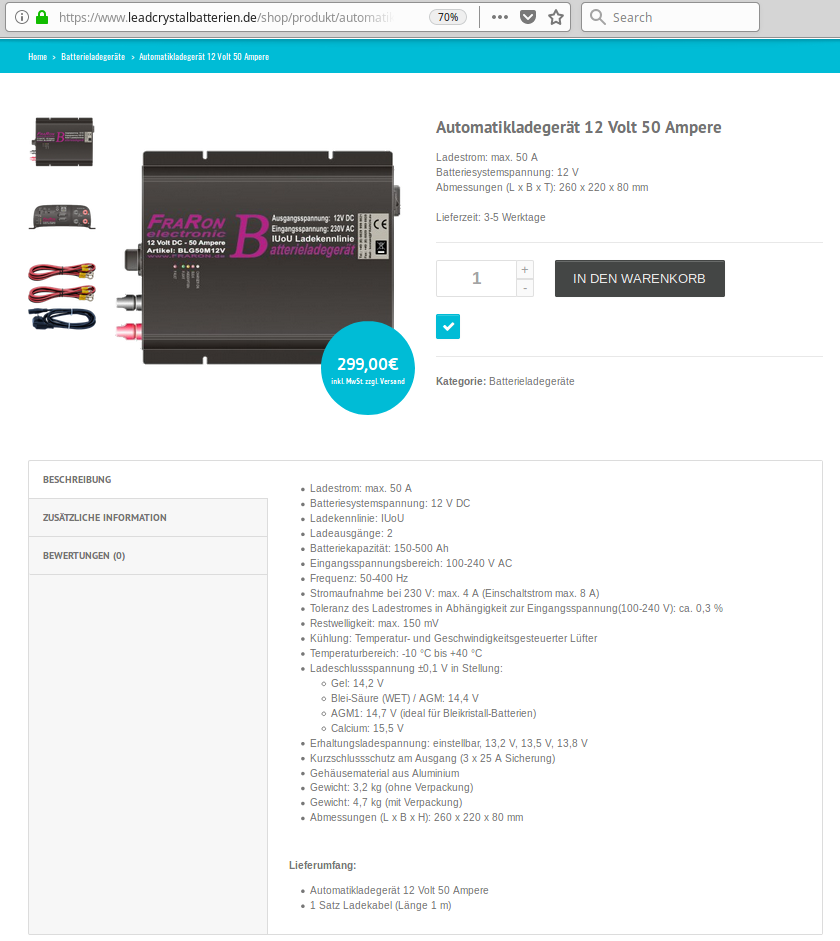 https://www.leadcrystalbatterien.de/shop/produkt/automatik
70%
Search
Home › Batterieladegeräte › Automatikladegerät 12 Volt 50 Ampere
FRARON
electronic
12 Volt DC - 50 Ampere
Artikel: BLG50M12V
www.FRARON.de
Ausgangsspannung: 12V DC
Eingangsspannung: 230V AC
IUoU Ladekennlinie
Batterieladegerät
299,00€
inkl. MwSt. zzgl. Versand
Automatikladegerät 12 Volt 50 Ampere
Ladestrom: max. 50 A
Batteriesystemspannung: 12 V
Abmessungen (L x B x T): 260 x 220 x 80 mm
Lieferzeit: 3-5 Werktage
1
+
-
IN DEN WARENKORB
Kategorie: Batterieladegeräte
BESCHREIBUNG
ZUSÄTZLICHE INFORMATION
BEWERTUNGEN (0)
Ladestrom: max. 50 A
Batteriesystemspannung: 12 V DC
Ladekennlinie: IUoU
Ladeausgänge: 2
Batteriekapazität: 150-500 Ah
Eingangsspannungsbereich: 100-240 V AC
Frequenz: 50-400 Hz
Stromaufnahme bei 230 V: max. 4 A (Einschaltstrom max. 8 A)
Toleranz des Ladestromes in Abhängigkeit zur Eingangsspannung(100-240 V): ca. 0,3 %
Restwelligkeit: max. 150 mV
Kühlung: Temperatur- und Geschwindigkeitsgesteuerter Lüfter
Temperaturbereich: -10 °C bis +40 °C
Ladeschlussspannung ±0,1 V in Stellung:
Gel: 14,2 V
Blei-Säure (WET) / AGM: 14,4 V
AGM1: 14,7 V (ideal für Bleikristall-Batterien)
Calcium: 15,5 V
Erhaltungsladespannung: einstellbar, 13,2 V, 13,5 V, 13,8 V
Kurzschlussschutz am Ausgang (3 x 25 A Sicherung)
Gehäusematerial aus Aluminium
Gewicht: 3,2 kg (ohne Verpackung)
Gewicht: 4,7 kg (mit Verpackung)
Abmessungen (L x B x H): 260 x 220 x 80 mm
Lieferumfang:
Automatikladegerät 12 Volt 50 Ampere
1 Satz Ladekabel (Länge 1 m)